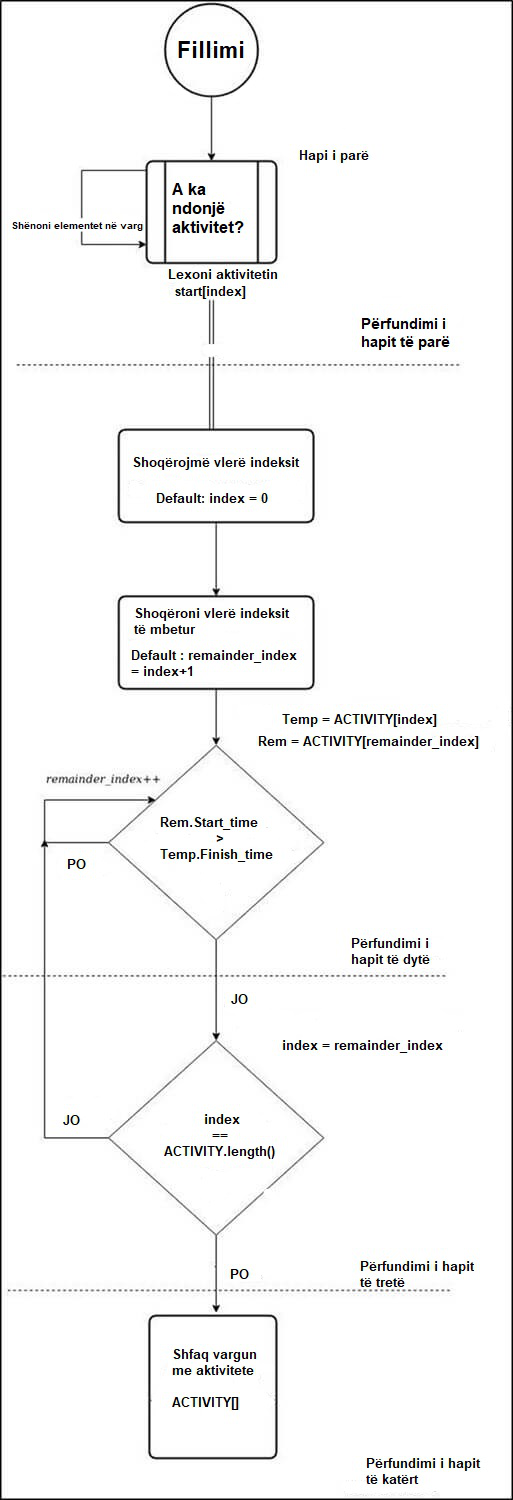 Fillimi
Hapi i parë
A ka
ndonjë
aktivitet?
Shënoni elementet në varg
Lexoni aktivitetin
start[index]
Përfundimi i
hapit të parë
Shoqërojmë vlerë indeksit
Default: index = 0
Shoqëroni vlerë indeksit
të mbetur
Default : remainder_index
= index+1
Temp = ACTIVITY[index]
Rem = ACTIVITY[remainder_index]
remainder_index++
Rem.Start_time
>
Temp.Finish_time
PO
Përfundimi i
hapit të dytë
JO
index = remainder_index
index
==
ACTIVITY.length()
JO
PO
Përfundimi i hapit
të tretë
Shfaq vargun
me aktivitete
ACTIVITY[]
Përfundimi i hapit
të katërt